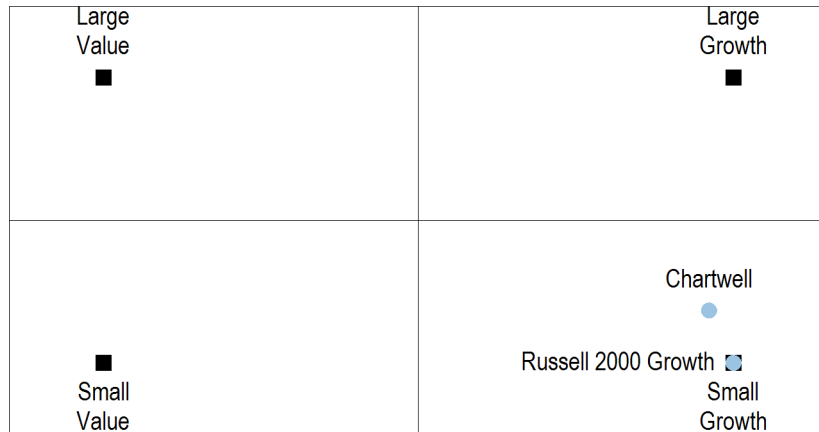 Large
Value
Large
Growth
Chartwell
Russell 2000 Growth
Small
Value
Small
Growth